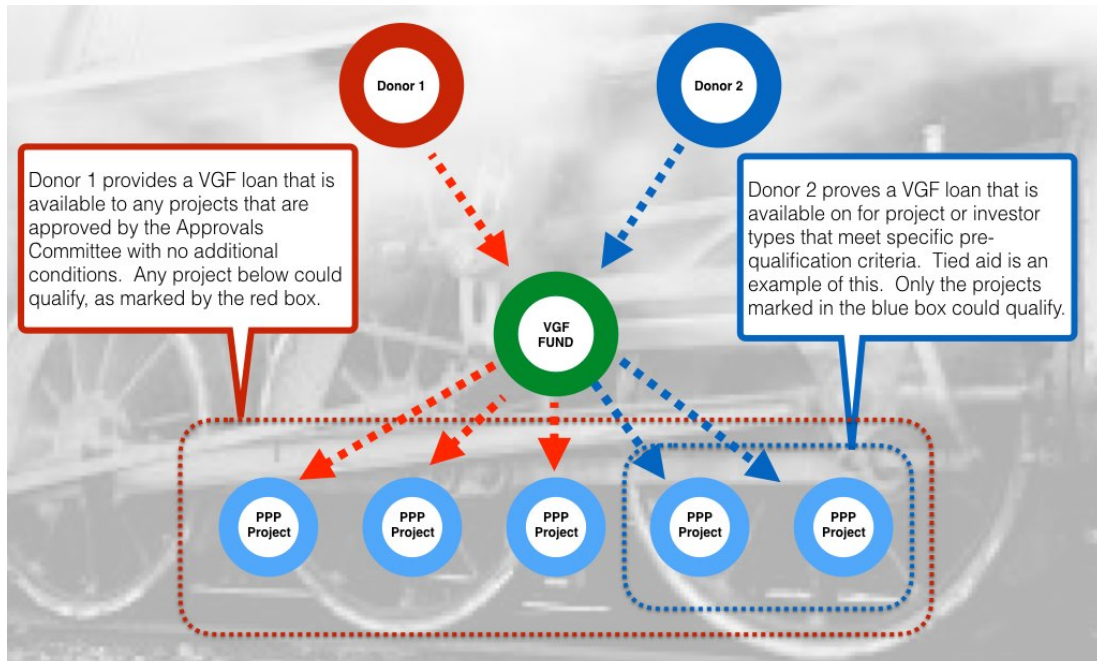 Donor 1
Donor 2
Donor 1 provides a VGF loan that is
available to any projects that are
approved by the Approvals
Committee with no additional
conditions.  Any project below could
qualify, as marked by the red box.
Donor 2 proves a VGF loan that is
available on for project or investor
types that meet specific pre-
qualification criteria.  Tied aid is an
example of this.  Only the projects
marked in the blue box could qualify.
VGF
FUND
PPP
Project
PPP
Project
PPP
Project
PPP
Project
PPP
Project